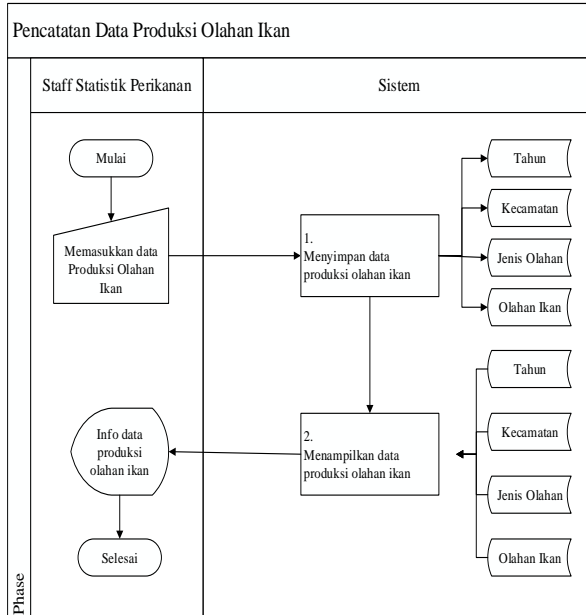 Pencatatan Data Produksi Olahan Ikan
Staff Statistik Perikanan
Sistem
Phase
Mulai
Memasukkan data
Produksi Olahan
Ikan
1.
Menyimpan data
produksi olahan ikan
Tahun
Kecamatan
Jenis Olahan
Olahan Ikan
2.
Menampilkan data
produksi olahan ikan
Tahun
Kecamatan
Jenis Olahan
Olahan Ikan
Info data
produksi
olahan ikan
Selesai